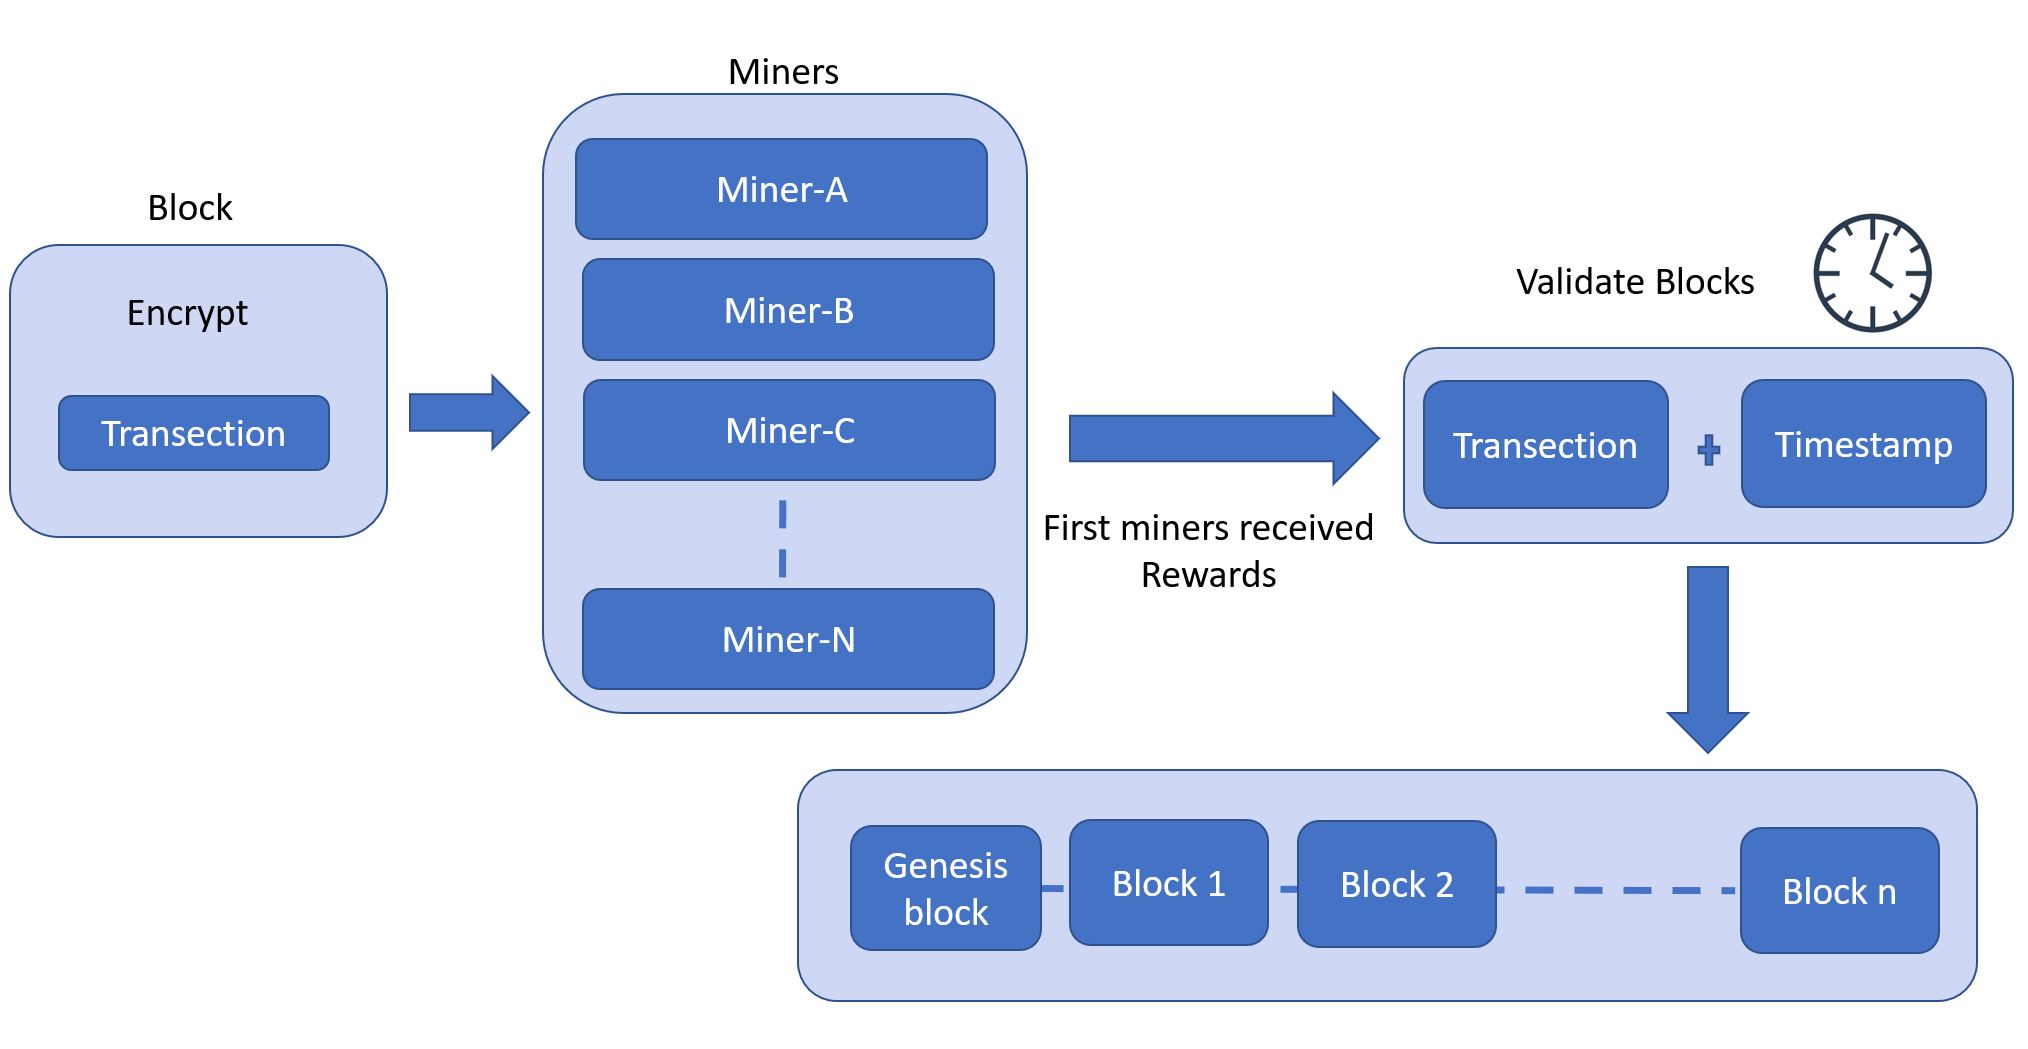 Block
Encrypt
Transection
Miners
Miner-A
Miner-B
Miner-C
Miner-N
First miners received
Rewards
Validate Blocks
Transection
Timestamp
Genesis
block
Block 1
Block 2
Block n